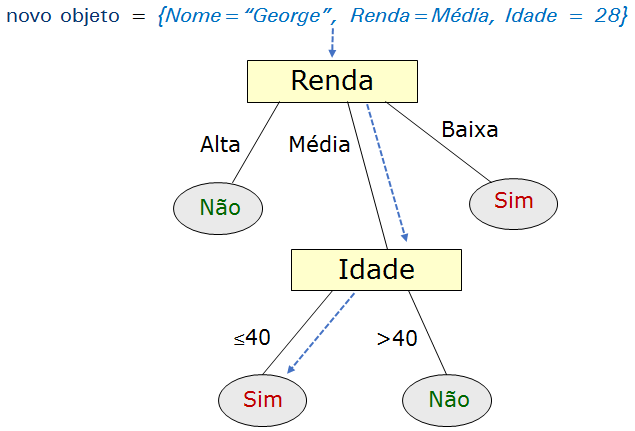 novo objeto = {Nome=“George”, Renda=Média, Idade = 28}
Renda
Alta
Média
Baixa
Não
Sim
Idade
≤40
>40
Sim
Não